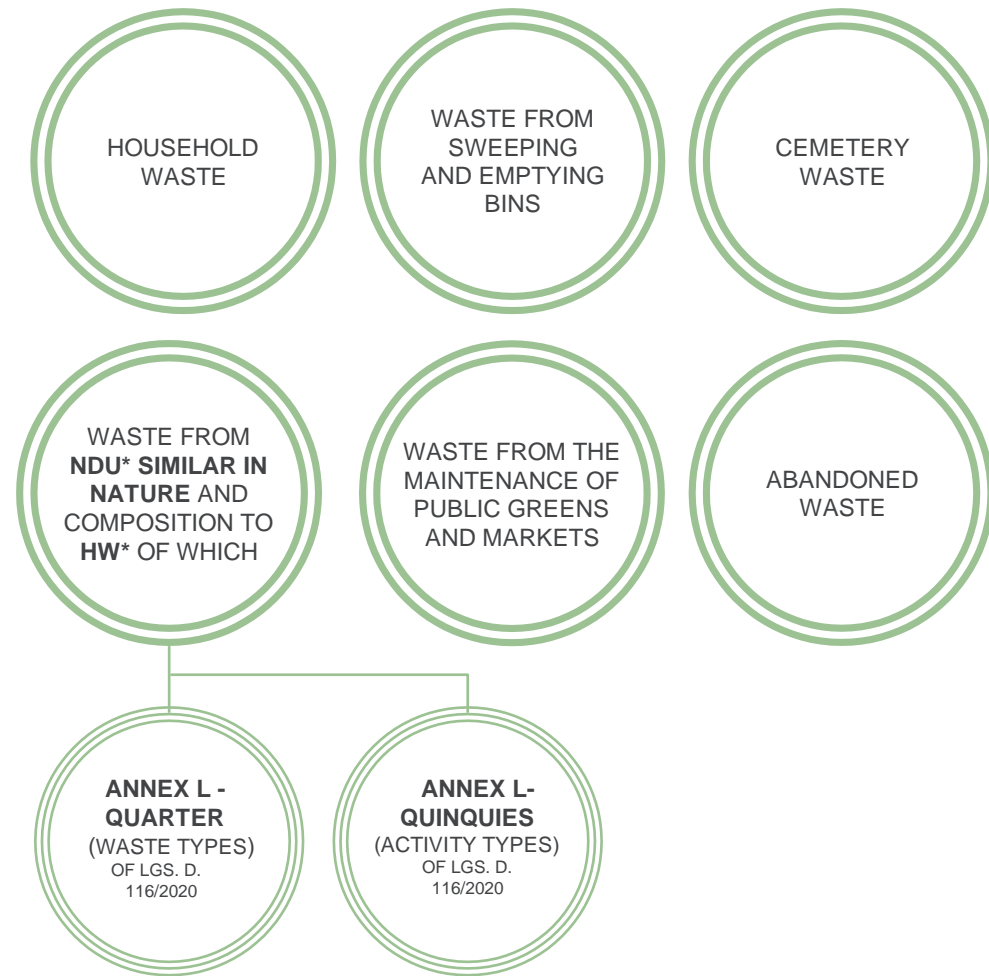 HOUSEHOLD
WASTE
WASTE FROM
SWEEPING
AND EMPTYING
BINS
CEMETERY
WASTE
WASTE FROM
NDU* SIMILAR IN
NATURE AND
COMPOSITION TO
HW* OF WHICH
WASTE FROM THE
MAINTENANCE OF
PUBLIC GREENS
AND MARKETS
ABANDONED
WASTE
ANNEX L -
QUARTER
(WASTE TYPES)
OF LGS. D.
116/2020
ANNEX L-
QUINQUIES
(ACTIVITY TYPES)
OF LGS. D.
116/2020